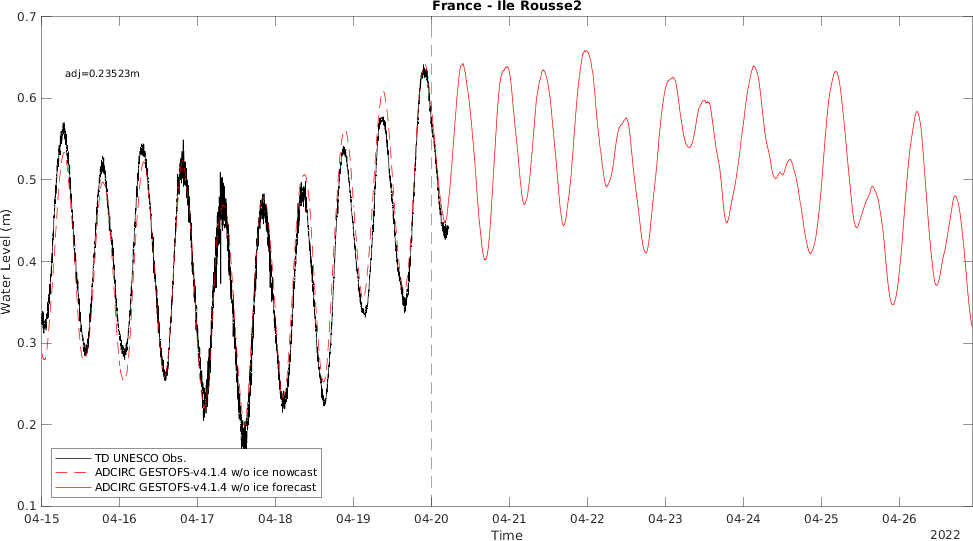 France - Ile Rousse2
adj=0.23523m
0.7
0.6
0.5
0.4
0.3
0.2
0.1
Water Level (m)
TD UNESCO Obs.
ADCIRC GESTOFS-v4.1.4 w/o ice nowcast
ADCIRC GESTOFS-v4.1.4 w/o ice forecast
04-15 04-16 04-17 04-18 04-19 04-20 04-21 04-22 04-23 04-24 04-25 04-26
Time
2022